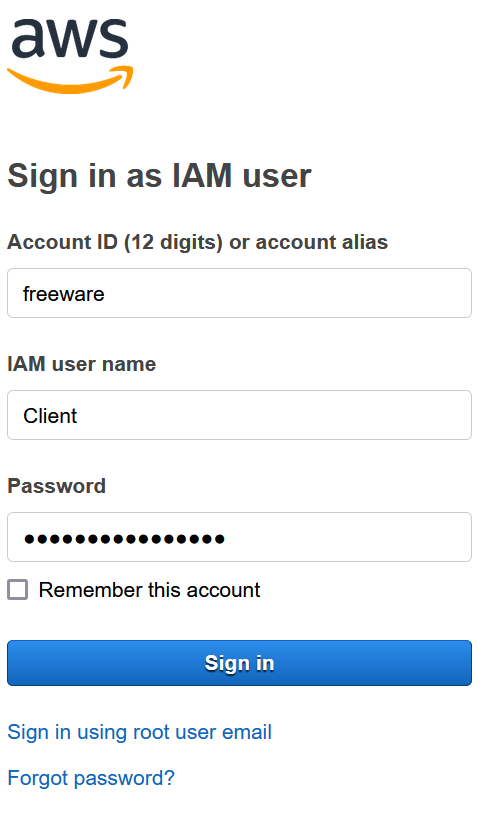 aws
Sign in as IAM user
Account ID (12 digits) or account alias
freeware
IAM user name
Client
Password
••••••••••••••••
Remember this account
Sign in
Sign in using root user email
Forgot password?